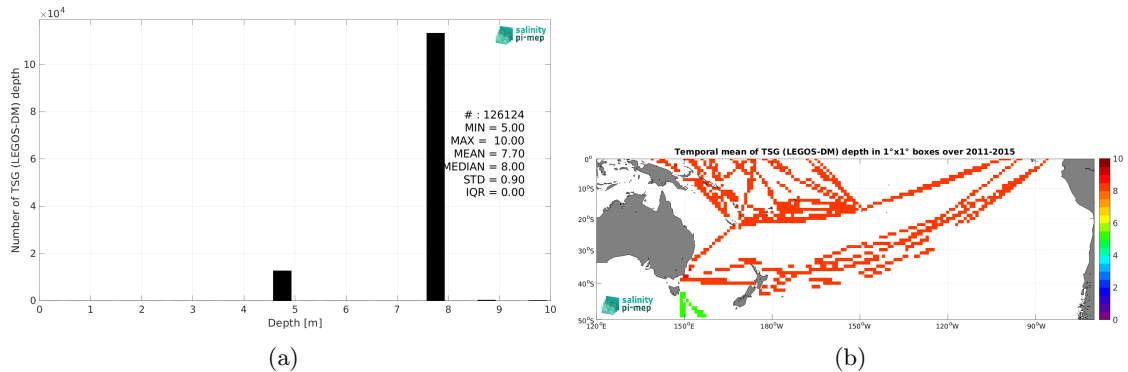 ×10⁴
10
8
6
4
2
0
Number of TSG (LEGOS-DM) depth
0 1 2 3 4 5 6 7 8 9 10
Depth [m]
salinity
pi-mep
# : 126124
MIN = 5.00
MAX = 10.00
MEAN = 7.70
MEDIAN = 8.00
STD = 0.90
IQR = 0.00
(a)
Temporal mean of TSG (LEGOS-DM) depth in 1°x1° boxes over 2011-2015
0°
10°S
20°S
30°S
40°S
50°S
120°E 150°E 180°W 150°W 120°W 90°W
salinity
pi-mep
10
8
6
4
2
0
(b)